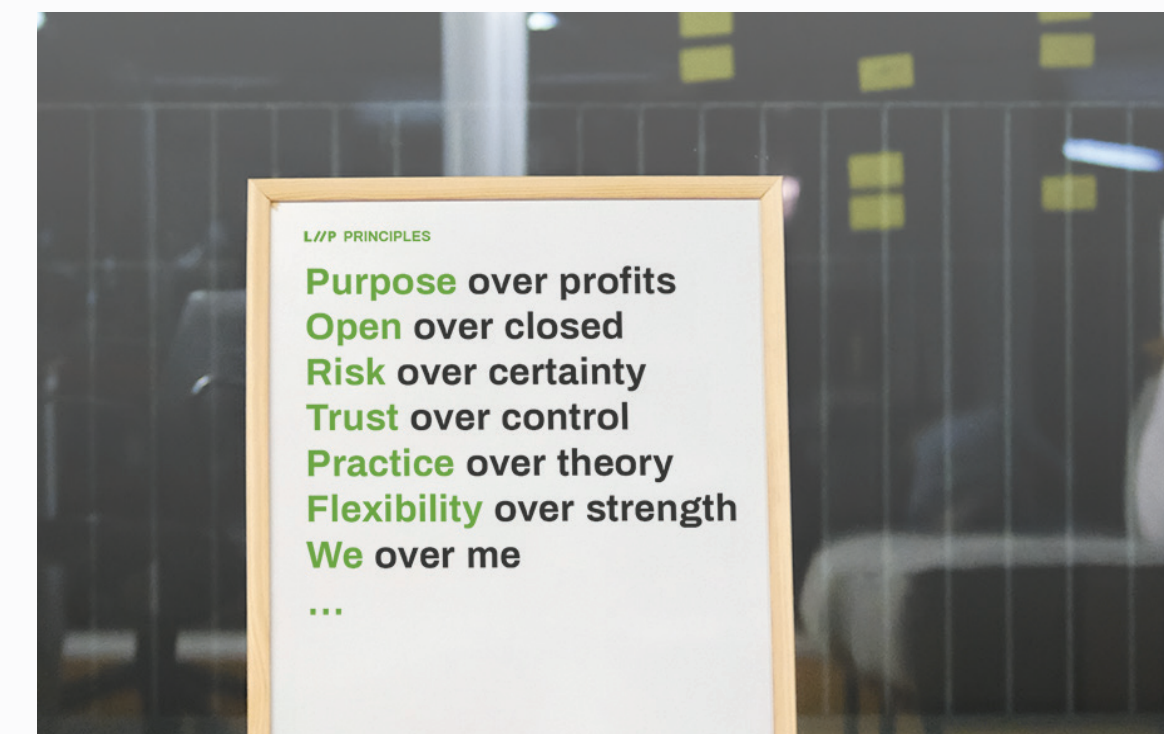 L//P PRINCIPLES
Purpose over profits
Open over closed
Risk over certainty
Trust over control
Practice over theory
Flexibility over strength
We over me
...